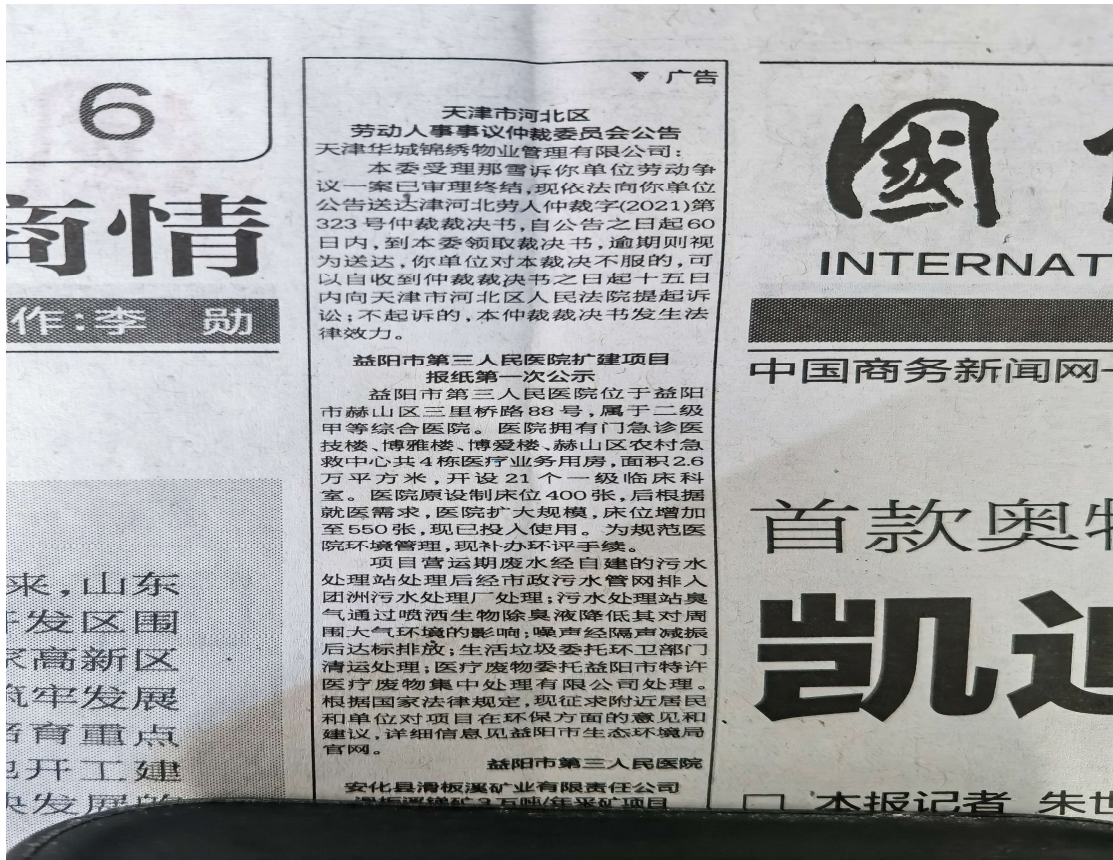 6
商情
作:李 勋
来,山东
发区围
家高新区
筑牢发展
育重点
开工建
发展的
▼ 广告
天津市河北区
劳动人事事议仲裁委员会公告
天津华城锦绣物业管理有限公司:
本委受理那雪诉你单位劳动争
议一案已审理终结,现依法向你单位
公告送达津河北劳人仲裁字(2021)第
323号仲裁裁决书,自公告之日起60
日内,到本委领取裁决书,逾期则视
为送达,你单位对本裁决不服的,可
以自收到仲裁裁决书之日起十五日
内向天津市河北区人民法院提起诉
讼;不起诉的,本仲裁裁决书发生法
律效力。
益阳市第三人民医院扩建项目
报纸第一次公示
益阳市第三人民医院位于益阳
市赫山区三里桥路88号,属于二级
甲等综合医院。医院拥有门急诊医
技楼、博雅楼、博爱楼、赫山区农村急
救中心共4栋医疗业务用房,面积2.6
万平方米,开设21个一级临床科
室。医院原设制床位400张,后根据
就医需求,医院扩大规模,床位增加
至550张,现已投入使用。为规范医
院环境管理,现补办环评手续。
项目营运期废水经自建的污水
处理站处理后经市政污水管网排入
团洲污水处理厂处理;污水处理站臭
气通过喷洒生物除臭液降低其对周
围大气环境的影响;噪声经隔声减振
后达标排放;生活垃圾委托环卫部门
清运处理;医疗废物委托益阳市特许
医疗废物集中处理有限公司处理。
根据国家法律规定,现征求附近居民
和单位对项目在环保方面的意见和
建议,详细信息见益阳市生态环境局
官网。
益阳市第三人民医院
安化县滑板溪矿业有限责任公司
滑板溪锑矿3万吨/年采矿项目
國
INTERNAT
中国商务新闻网
首款奥特
凯迪
□ 本报记者 朱世